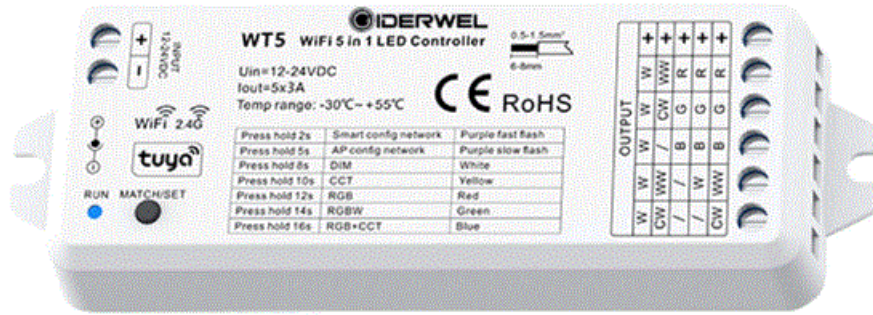 IDERWEL
WT5 WiFi 5 in 1 LED Controller
0.5-1.5mm²
6-8mm
+
−
INPUT
12-24VDC
Uin=12-24VDC
Iout=5x3A
Temp range: -30℃~ +55℃
CE RoHS
WiFi 2.4G
tuya
RUN MATCH/SET
Press hold 2s Smart config network Purple fast flash
Press hold 5s AP config network Purple slow flash
Press hold 8s DIM White
Press hold 10s CCT Yellow
Press hold 12s RGB Red
Press hold 14s RGBW Green
Press hold 16s RGB+CCT Blue
OUTPUT
W W W W W +
CW WW / CW WW +
/ / B G R +
/ W B G R +
CW WW B G R +